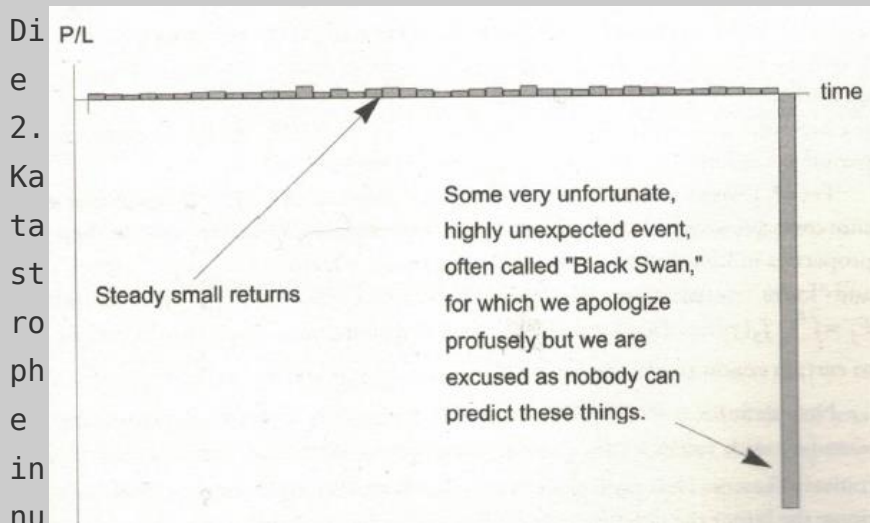 Di
e
2.
Ka
ta
st
ro
ph
e
in
nu
P/L
time
Steady small returns
Some very unfortunate,
highly unexpected event,
often called "Black Swan,"
for which we apologize
profusely but we are
excused as nobody can
predict these things.